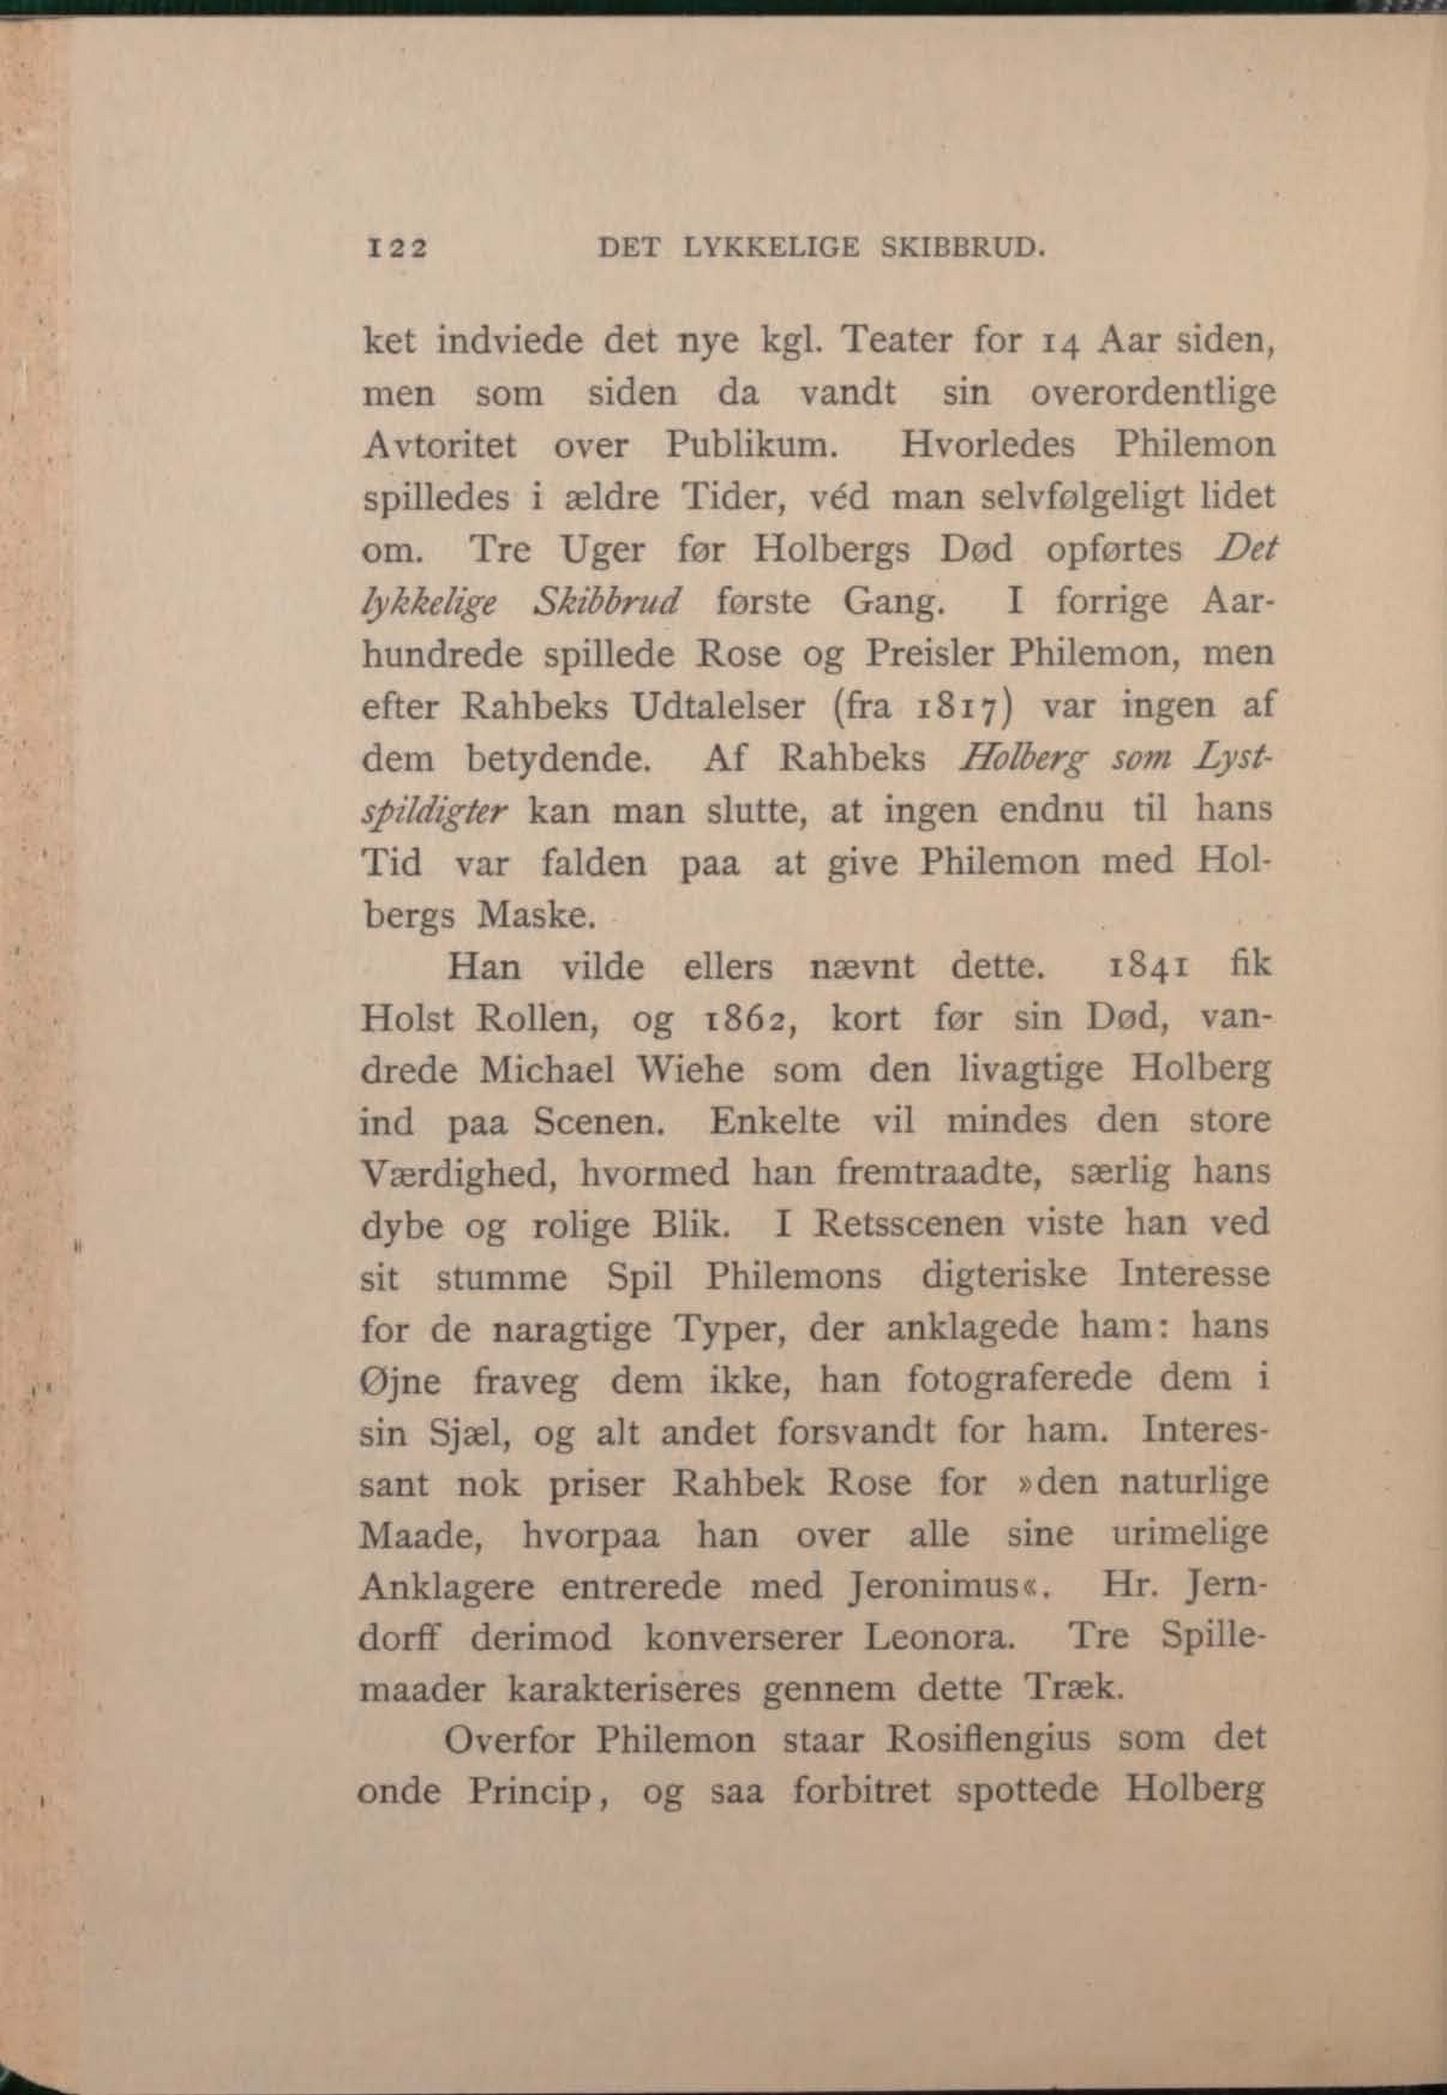 122 DET LYKKELIGE SKIBBRUD.
ket indviede det nye kgl. Teater for 14 Aar siden,
men som siden da vandt sin overordentlige
Avtoritet over Publikum. Hvorledes Philemon
spilledes i ældre Tider, véd man selvfølgeligt lidet
om. Tre Uger før Holbergs Død opførtes Det
lykkelige Skibbrud første Gang. I forrige Aar-
hundrede spillede Rose og Preisler Philemon, men
efter Rahbeks Udtalelser (fra 1817) var ingen af
dem betydende. Af Rahbeks Holberg som Lyst-
spildigter kan man slutte, at ingen endnu til hans
Tid var falden paa at give Philemon med Hol-
bergs Maske.
Han vilde ellers nævnt dette. 1841 fik
Holst Rollen, og 1862, kort før sin Død, van-
drede Michael Wiehe som den livagtige Holberg
ind paa Scenen. Enkelte vil mindes den store
Værdighed, hvormed han fremtraadte, særlig hans
dybe og rolige Blik. I Retsscenen viste han ved
sit stumme Spil Philemons digteriske Interesse
for de naragtige Typer, der anklagede ham: hans
Øjne fraveg dem ikke, han fotograferede dem i
sin Sjæl, og alt andet forsvandt for ham. Interes-
sant nok priser Rahbek Rose for »den naturlige
Maade, hvorpaa han over alle sine urimelige
Anklagere entrerede med Jeronimus«. Hr. Jern-
dorff derimod konverserer Leonora. Tre Spille-
maader karakteriseres gennem dette Træk.
Overfor Philemon staar Rosiflengius som det
onde Princip, og saa forbitret spottede Holberg